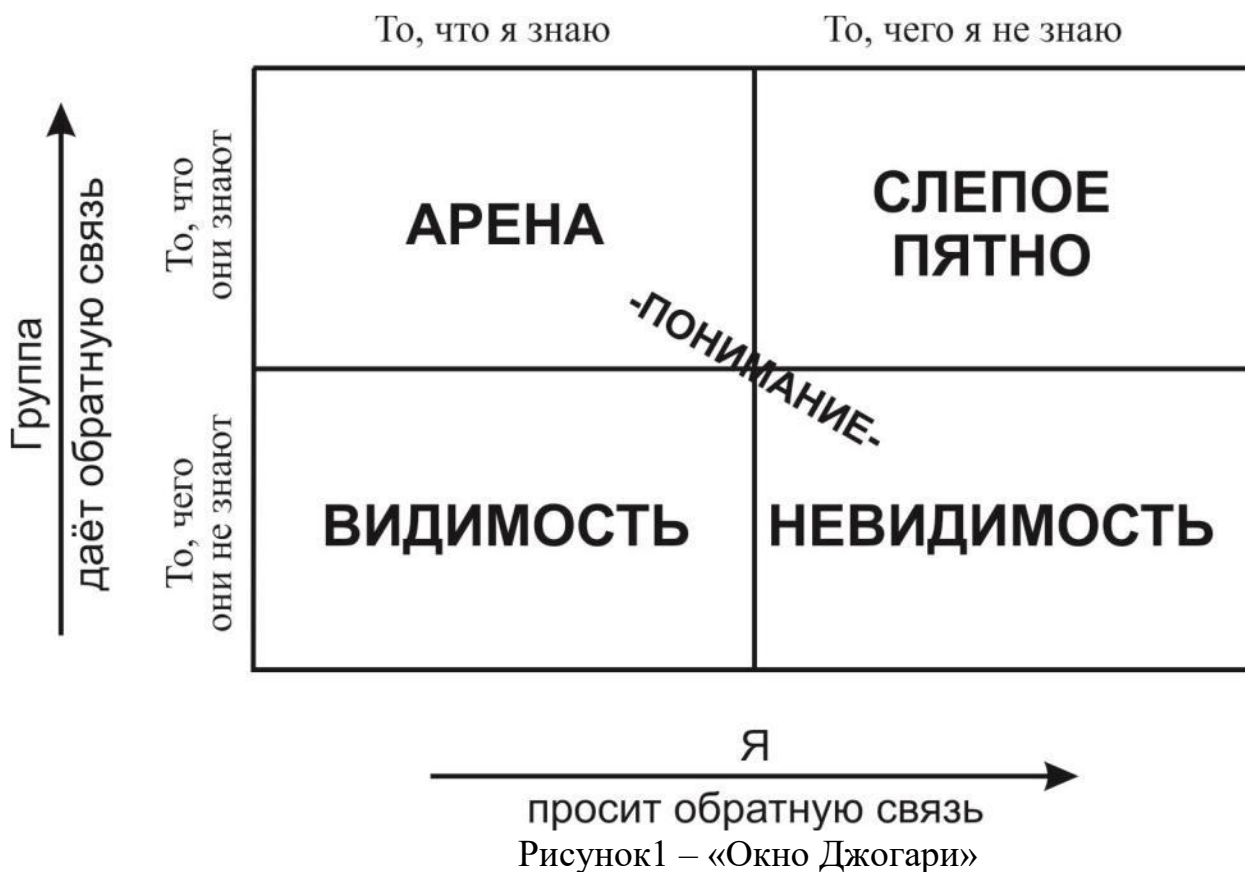 То, что я знаю
То, чего я не знаю
Группа
даёт обратную связь
То, что
они знают
АРЕНА
СЛЕПОЕ
ПЯТНО
-ПОНИМАНИЕ-
То, чего
они не знают
ВИДИМОСТЬ
НЕВИДИМОСТЬ
Я
просит обратную связь
Рисунок1 – «Окно Джогари»